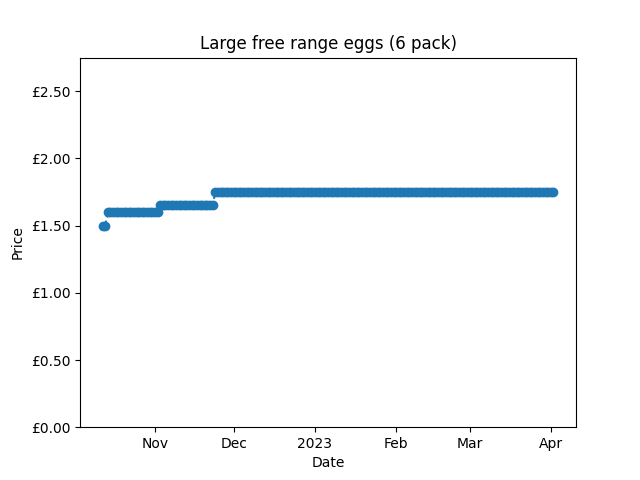 Large free range eggs (6 pack)
£2.50
£2.00
£1.50
£1.00
£0.50
£0.00
Price
Nov Dec 2023 Feb Mar Apr
Date